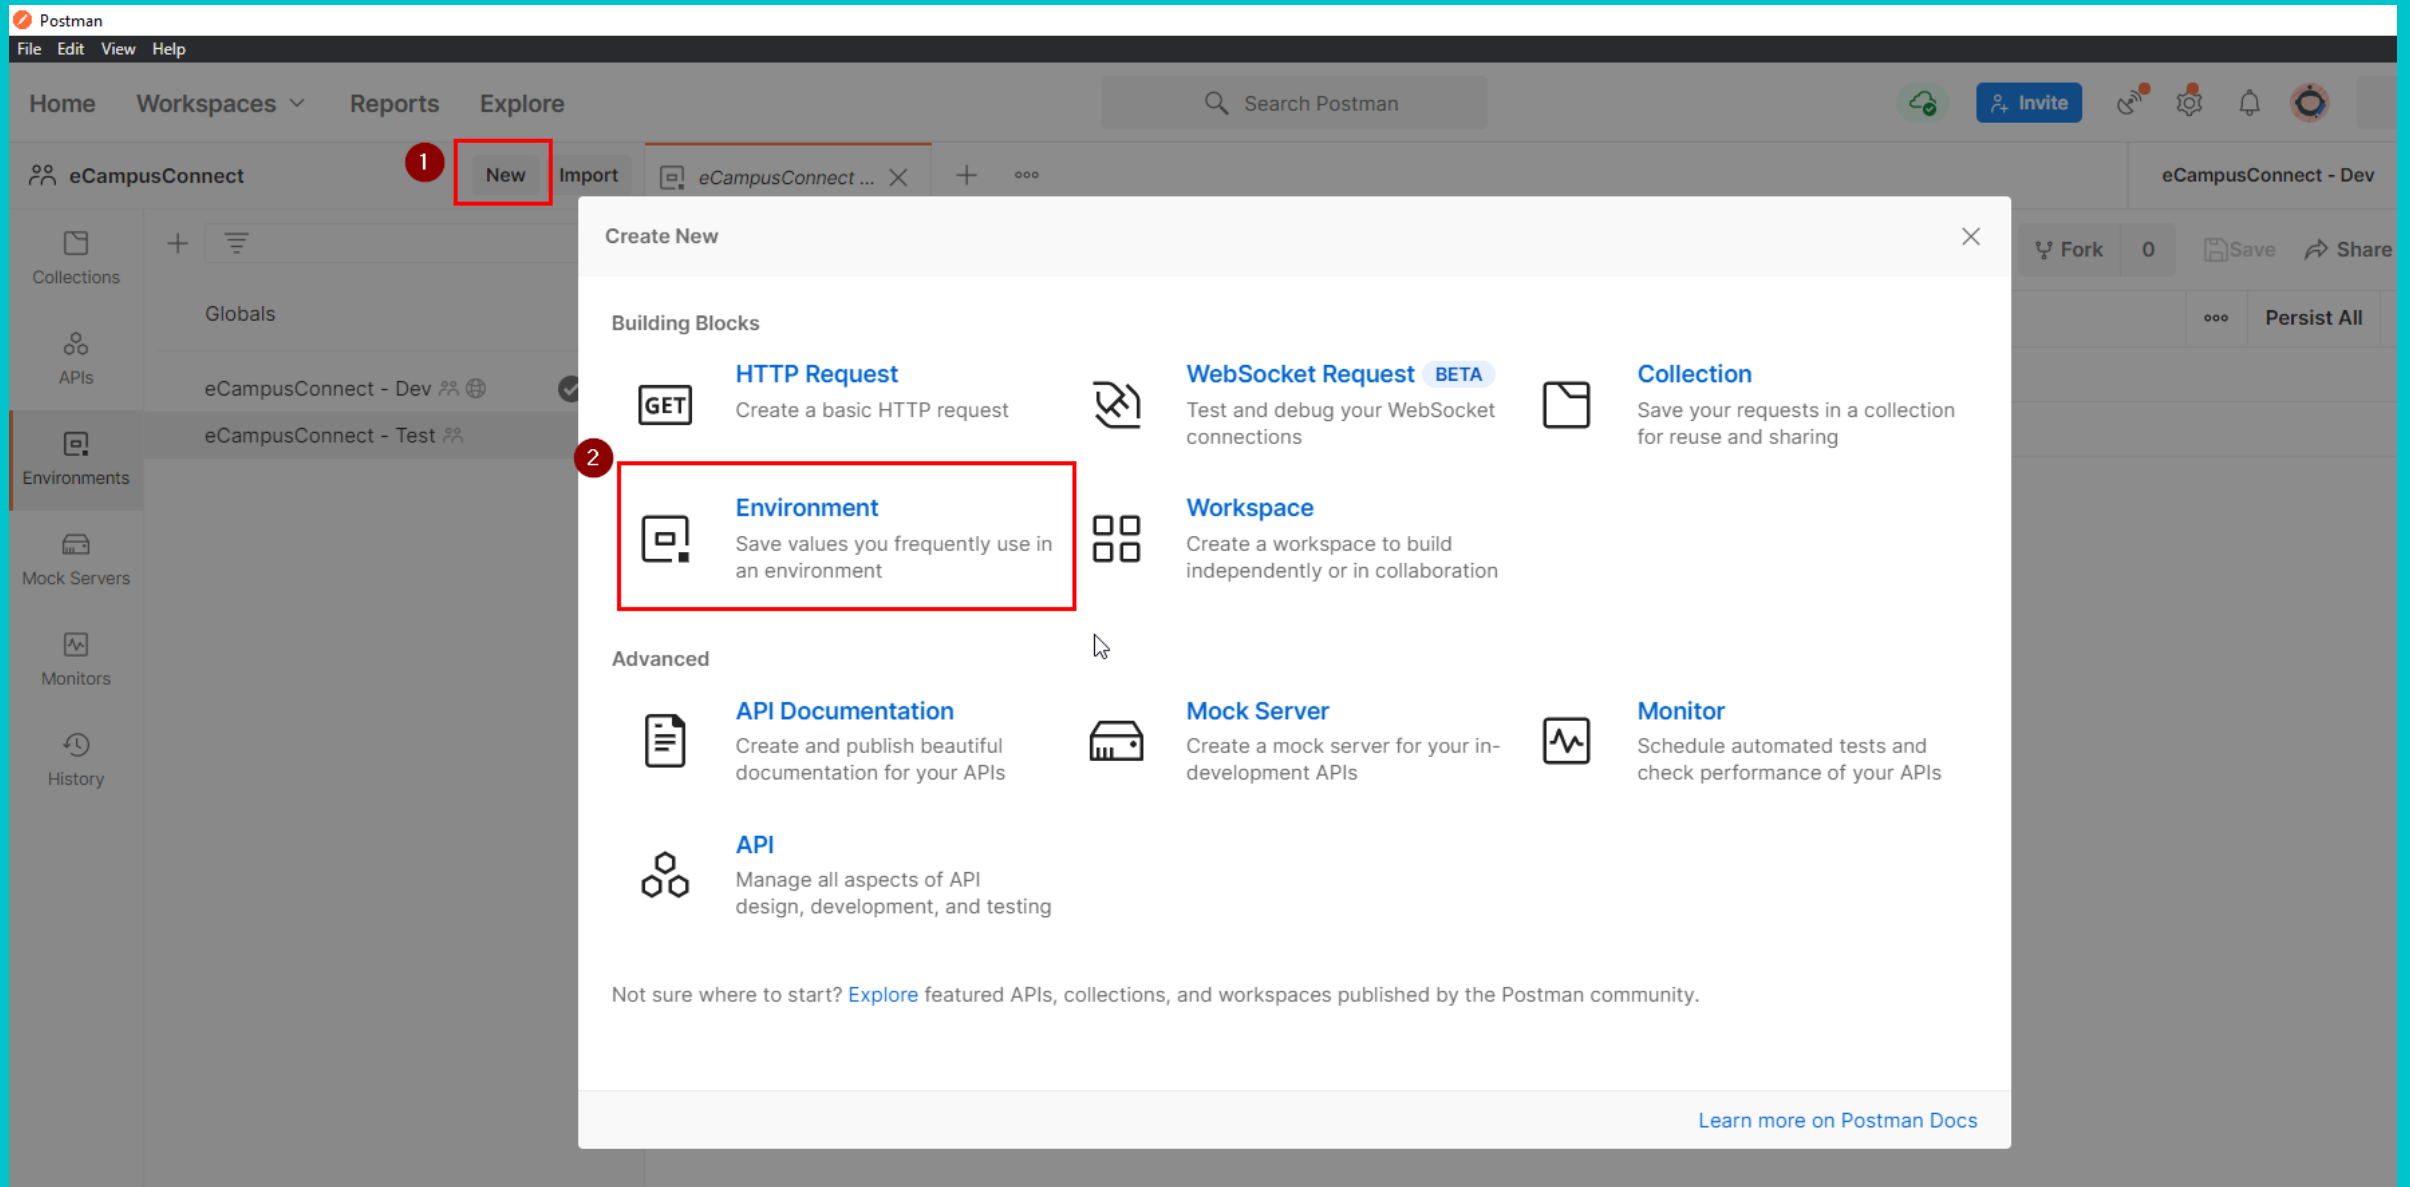 Postman
File Edit View Help
Home Workspaces Reports Explore Search Postman Invite
eCampusConnect 1 New Import eCampusConnect ... eCampusConnect - Dev
Create New
Fork 0 Save Share
Collections
Globals
Persist All
Building Blocks
APIs
HTTP Request
Create a basic HTTP request
GET
WebSocket Request BETA
Test and debug your WebSocket
connections
Collection
Save your requests in a collection
for reuse and sharing
eCampusConnect - Dev
eCampusConnect - Test
2
Environments
Environment
Save values you frequently use in
an environment
Workspace
Create a workspace to build
independently or in collaboration
Mock Servers
Monitors
Advanced
History
API Documentation
Create and publish beautiful
documentation for your APIs
Mock Server
Create a mock server for your in-
development APIs
Monitor
Schedule automated tests and
check performance of your APIs
API
Manage all aspects of API
design, development, and testing
Not sure where to start? Explore featured APIs, collections, and workspaces published by the Postman community.
Learn more on Postman Docs